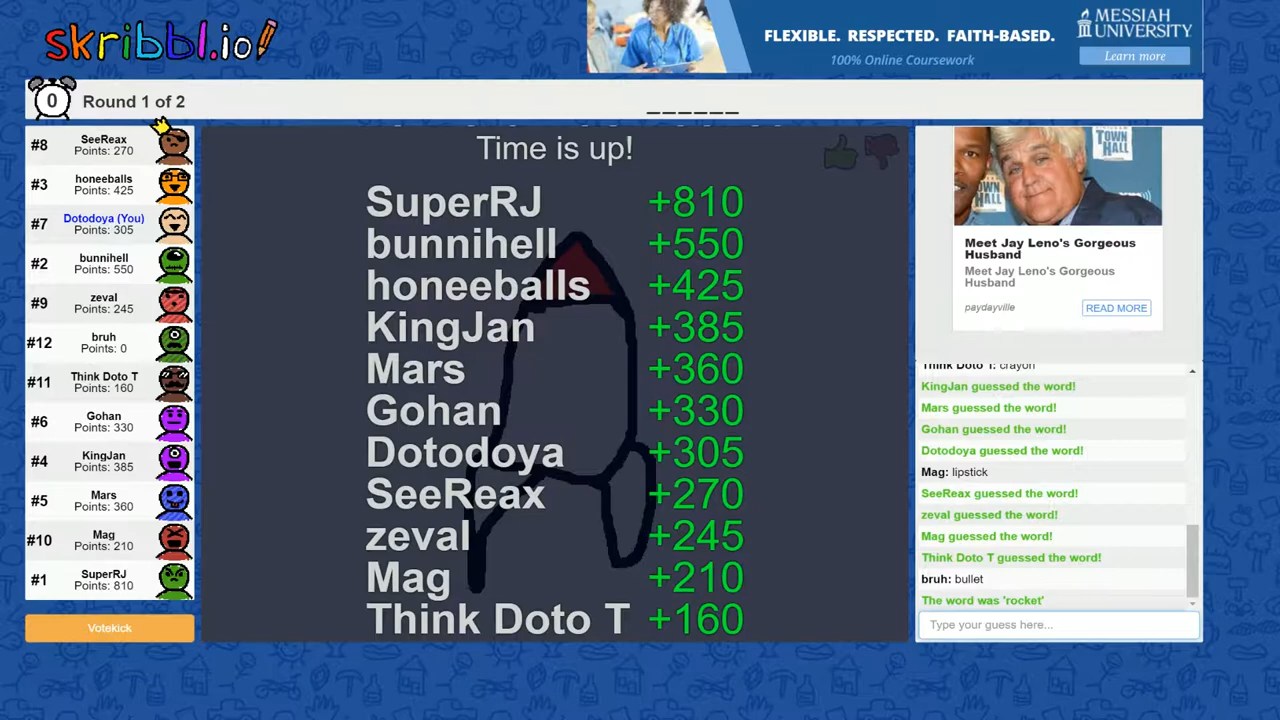 skribbl.io
FLEXIBLE. RESPECTED. FAITH-BASED.
100% Online Coursework
MESSIAH
UNIVERSITY
Learn more
0
Round 1 of 2
______
#8
SeeReax
Points: 270
#3
honeeballs
Points: 425
#7
Dotodoya (You)
Points: 305
#2
bunnihell
Points: 550
#9
zeval
Points: 245
#12
bruh
Points: 0
#11
Think Doto T
Points: 160
#6
Gohan
Points: 330
#4
KingJan
Points: 385
#5
Mars
Points: 360
#10
Mag
Points: 210
#1
SuperRJ
Points: 810
Votekick
Time is up!
SuperRJ +810
bunnihell +550
honeeballs +425
KingJan +385
Mars +360
Gohan +330
Dotodoya +305
SeeReax +270
zeval +245
Mag +210
Think Doto T +160
TOWN
HALL
TOWN
Meet Jay Leno's Gorgeous
Husband
Meet Jay Leno's Gorgeous
Husband
paydayville
READ MORE
Think Doto T: crayon
KingJan guessed the word!
Mars guessed the word!
Gohan guessed the word!
Dotodoya guessed the word!
Mag: lipstick
SeeReax guessed the word!
zeval guessed the word!
Mag guessed the word!
Think Doto T guessed the word!
bruh: bullet
The word was 'rocket'
Type your guess here...